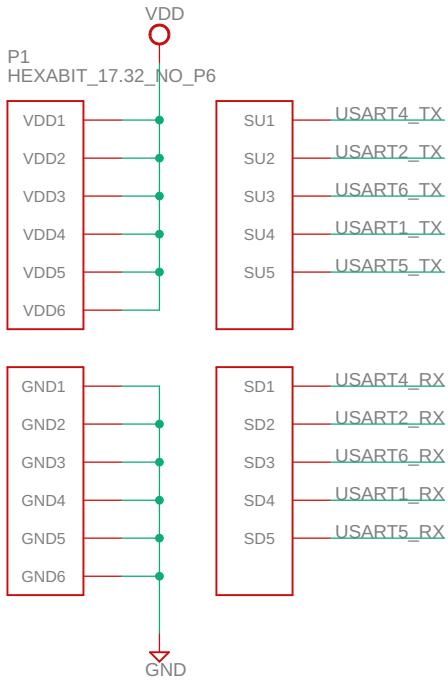 VDD
P1
HEXABIT_17.32_NO_P6
VDD1
VDD2
VDD3
VDD4
VDD5
VDD6
SU1 USART4_TX
SU2 USART2_TX
SU3 USART6_TX
SU4 USART1_TX
SU5 USART5_TX
GND1
GND2
GND3
GND4
GND5
GND6
SD1 USART4_RX
SD2 USART2_RX
SD3 USART6_RX
SD4 USART1_RX
SD5 USART5_RX
GND